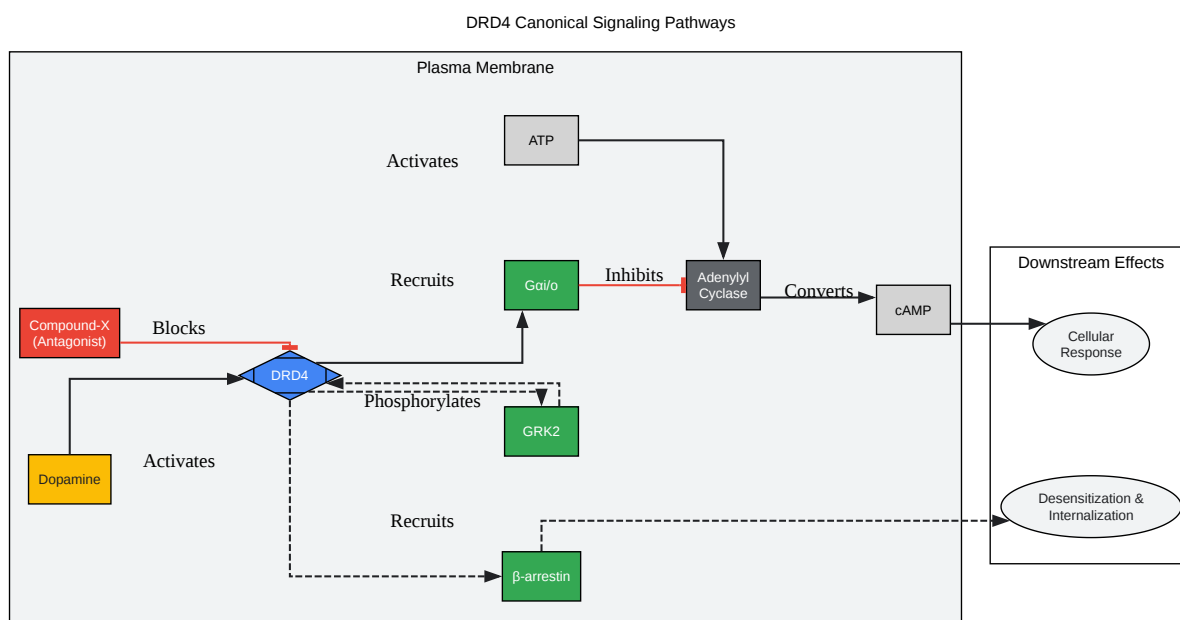 DRD4 Canonical Signaling Pathways
Plasma Membrane
ATP
Activates
Recruits
Gαi/o
Inhibits
Adenylyl
Cyclase
Converts
cAMP
Downstream Effects
Cellular
Response
Compound-X
(Antagonist)
Blocks
DRD4
Phosphorylates
GRK2
Dopamine
Activates
Recruits
β-arrestin
Desensitization &
Internalization